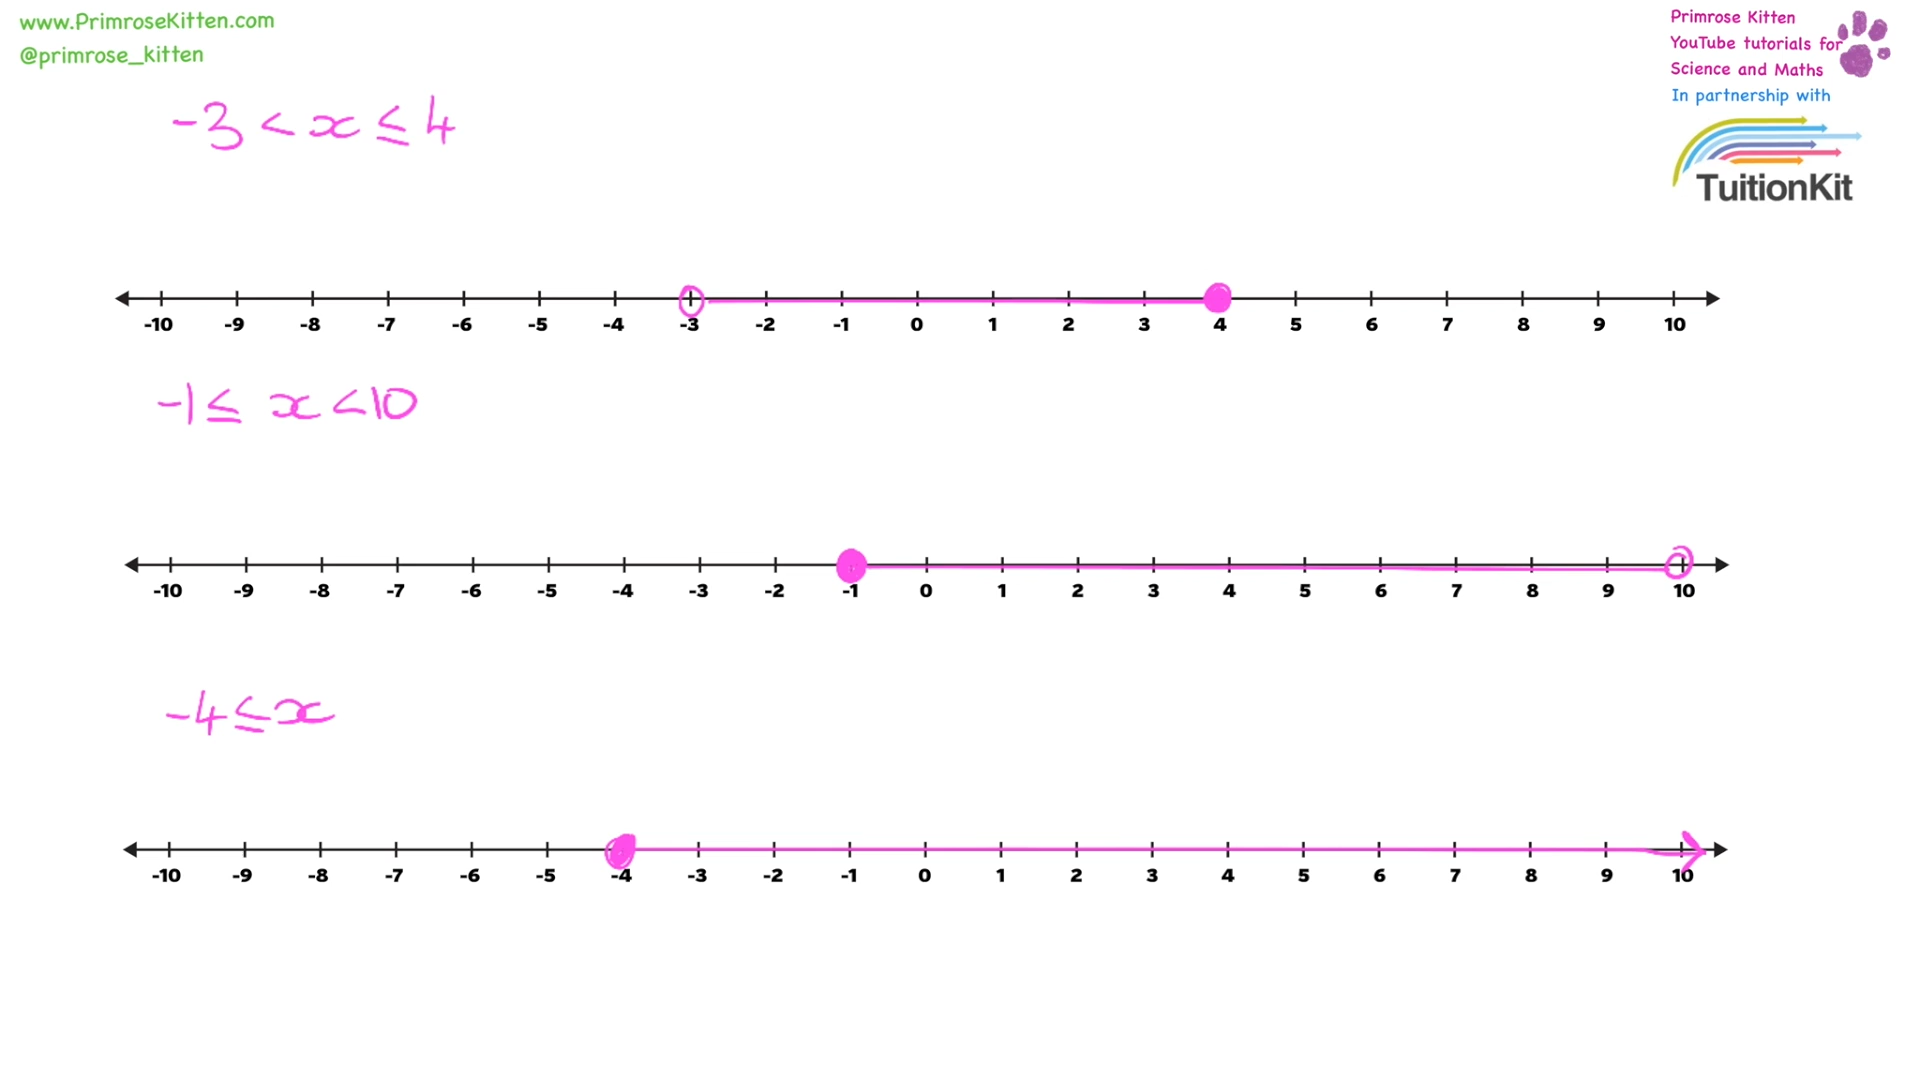 www.PrimroseKitten.com
@primrose_kitten
Primrose Kitten
YouTube tutorials for
Science and Maths
In partnership with
TuitionKit
-3 < x ≤ 4
-10 -9 -8 -7 -6 -5 -4 -3 -2 -1 0 1 2 3 4 5 6 7 8 9 10
-1 ≤ x < 10
-10 -9 -8 -7 -6 -5 -4 -3 -2 -1 0 1 2 3 4 5 6 7 8 9 10
-4 ≤ x
-10 -9 -8 -7 -6 -5 -4 -3 -2 -1 0 1 2 3 4 5 6 7 8 9 10